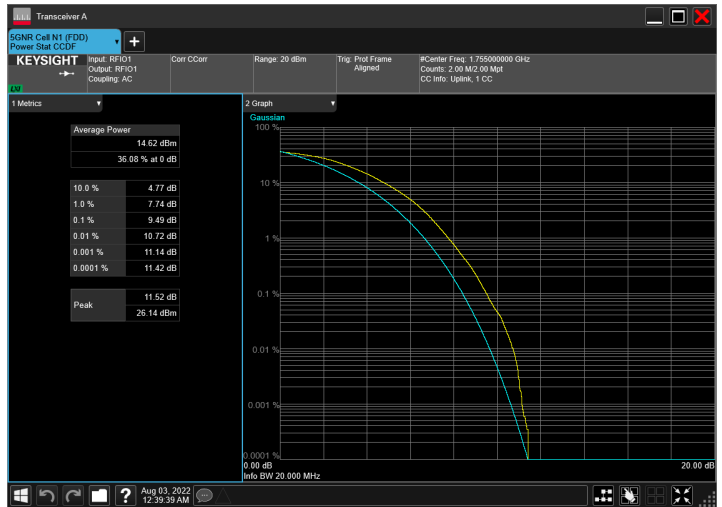 Transceiver A
5GNR Cell N1 (FDD)
Power Stat CCDF
KEYSIGHT
LXI
Input: RFIO1
Output: RFIO1
Coupling: AC
Corr CCorr
Range: 20 dBm
Trig: Prot Frame
Aligned
#Center Freq: 1.755000000 GHz
Counts: 2.00 M/2.00 Mpt
CC Info: Uplink, 1 CC
1 Metrics
Average Power
14.62 dBm
36.08 % at 0 dB
10.0 % 4.77 dB
1.0 % 7.74 dB
0.1 % 9.49 dB
0.01 % 10.72 dB
0.001 % 11.14 dB
0.0001 % 11.42 dB
Peak
11.52 dB
26.14 dBm
2 Graph
Gaussian
100 %
10 %
1 %
0.1 %
0.01 %
0.001 %
0.0001 %
0.00 dB
20.00 dB
Info BW 20.000 MHz
Aug 03, 2022
12:39:39 AM